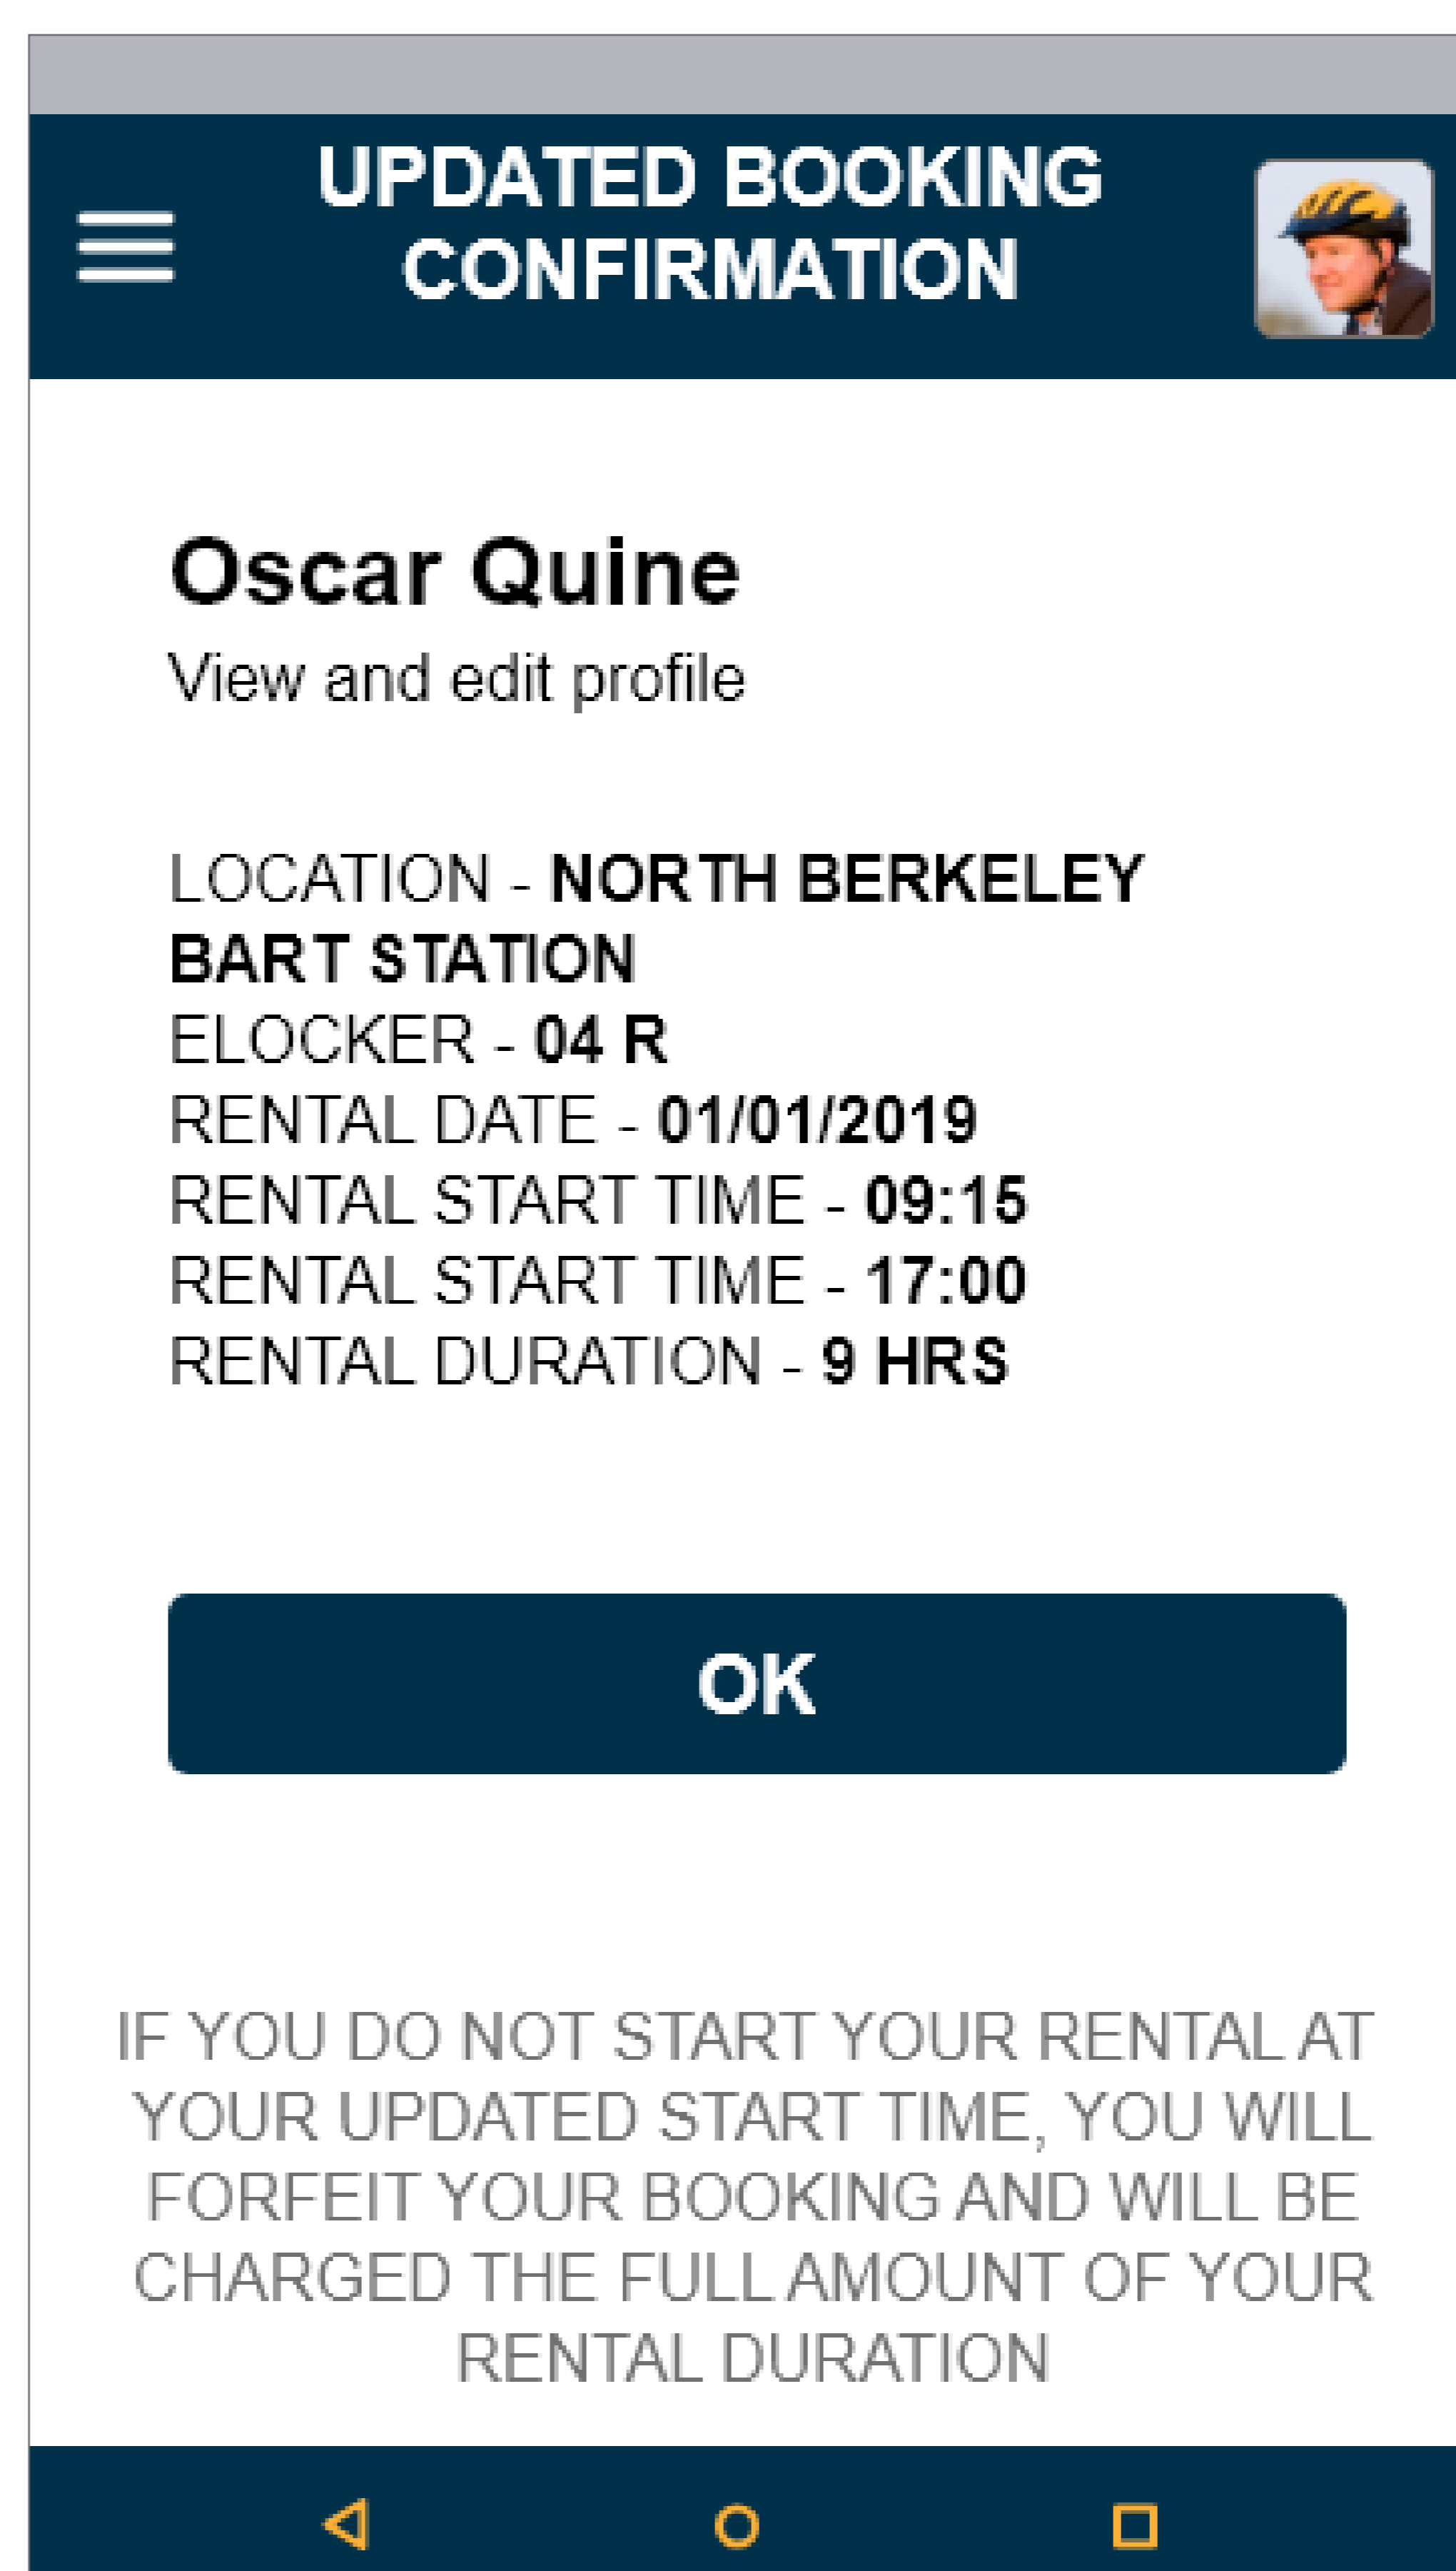 UPDATED BOOKING
CONFIRMATION
Oscar Quine
View and edit profile
LOCATION - NORTH BERKELEY
BART STATION
ELOCKER - 04 R
RENTAL DATE - 01/01/2019
RENTAL START TIME - 09:15
RENTAL START TIME - 17:00
RENTAL DURATION - 9 HRS
OK
IF YOU DO NOT START YOUR RENTAL AT
YOUR UPDATED START TIME, YOU WILL
FORFEIT YOUR BOOKING AND WILL BE
CHARGED THE FULL AMOUNT OF YOUR
RENTAL DURATION